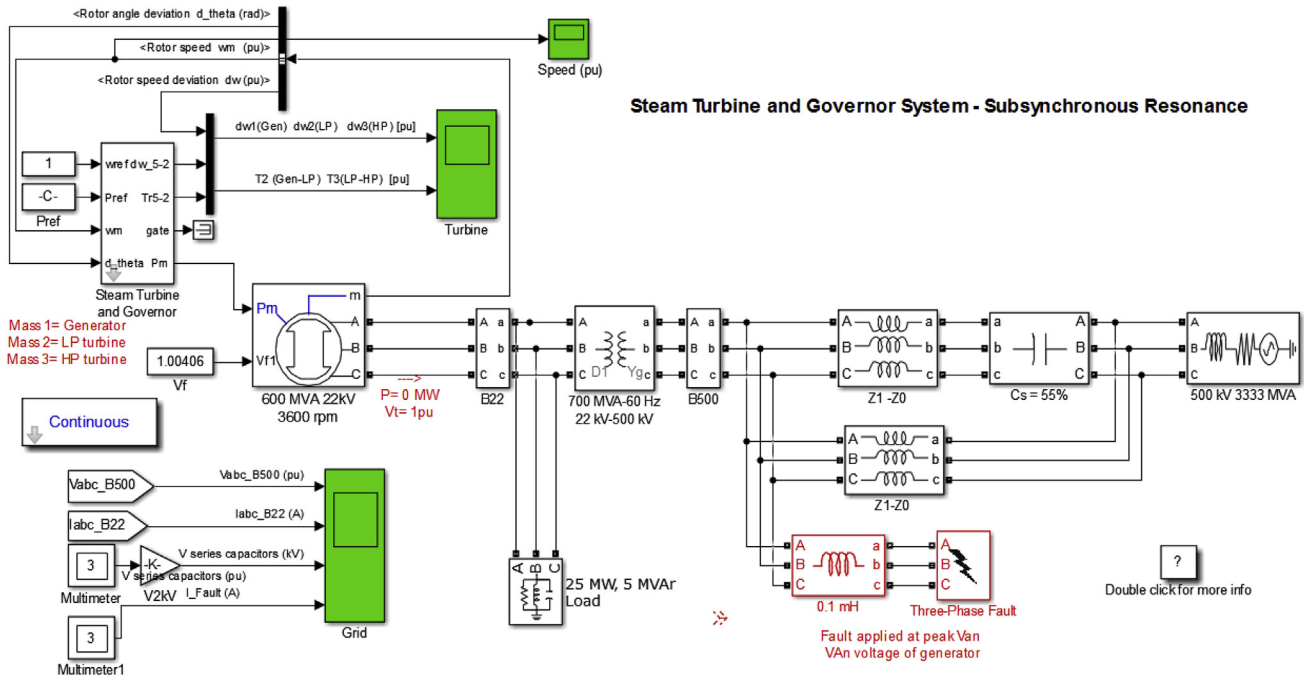 <Rotor angle deviation d_theta (rad)>
<Rotor speed wm (pu)>
<Rotor speed deviation dw (pu)>
Speed (pu)
Steam Turbine and Governor System - Subsynchronous Resonance
dw1(Gen) dw2(LP) dw3(HP) [pu]
T2 (Gen-LP) T3(LP-HP) [pu]
Turbine
1
-C-
Pref
wref dw_5-2
Pref Tr5-2
wm gate
d_theta Pm
Steam Turbine
and Governor
Mass 1= Generator
Mass 2= LP turbine
Mass 3= HP turbine
1.00406
Vf
Pm
m
A
B
Vf1
C
600 MVA 22kV
3600 rpm
--->
P= 0 MW
Vt= 1pu
A a
B b
C c
B22
A a
B b
C c
D1 Yg
700 MVA-60 Hz
22 kV-500 kV
A a
B b
C c
B500
A a
B b
C c
Z1 -Z0
a A
b B
c C
Cs = 55%
A
B
C
500 kV 3333 MVA
A a
B b
C c
Z1-Z0
A a
B b
C c
0.1 mH
A
B
C
Three-Phase Fault
Fault applied at peak Van
VAn voltage of generator
?
Double click for more info
A B C
25 MW, 5 MVAr
Load
Continuous
Vabc_B500
Vabc_B500 (pu)
Iabc_B22
Iabc_B22 (A)
3
Multimeter
-K-
V2kV
V series capacitors (kV)
V series capacitors (pu)
I_Fault (A)
3
Multimeter1
Grid